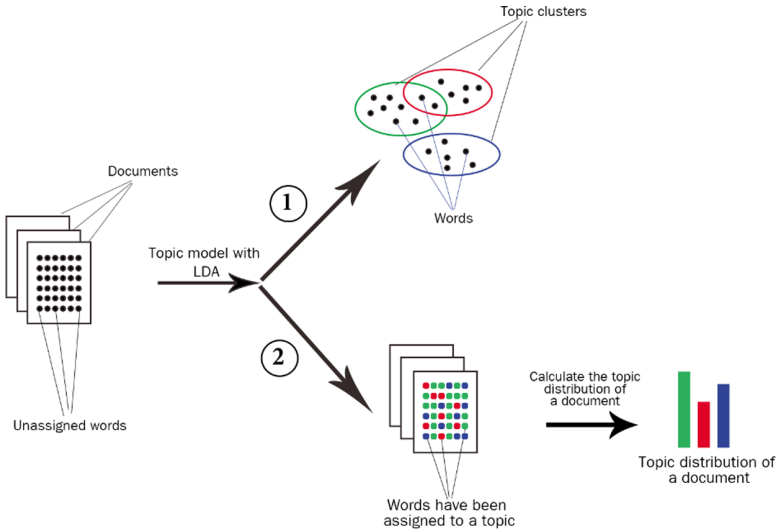 Topic clusters
Documents
1
Words
Topic model with
LDA
2
Unassigned words
Calculate the topic
distribution of
a document
Words have been
assigned to a topic
Topic distribution of
a document